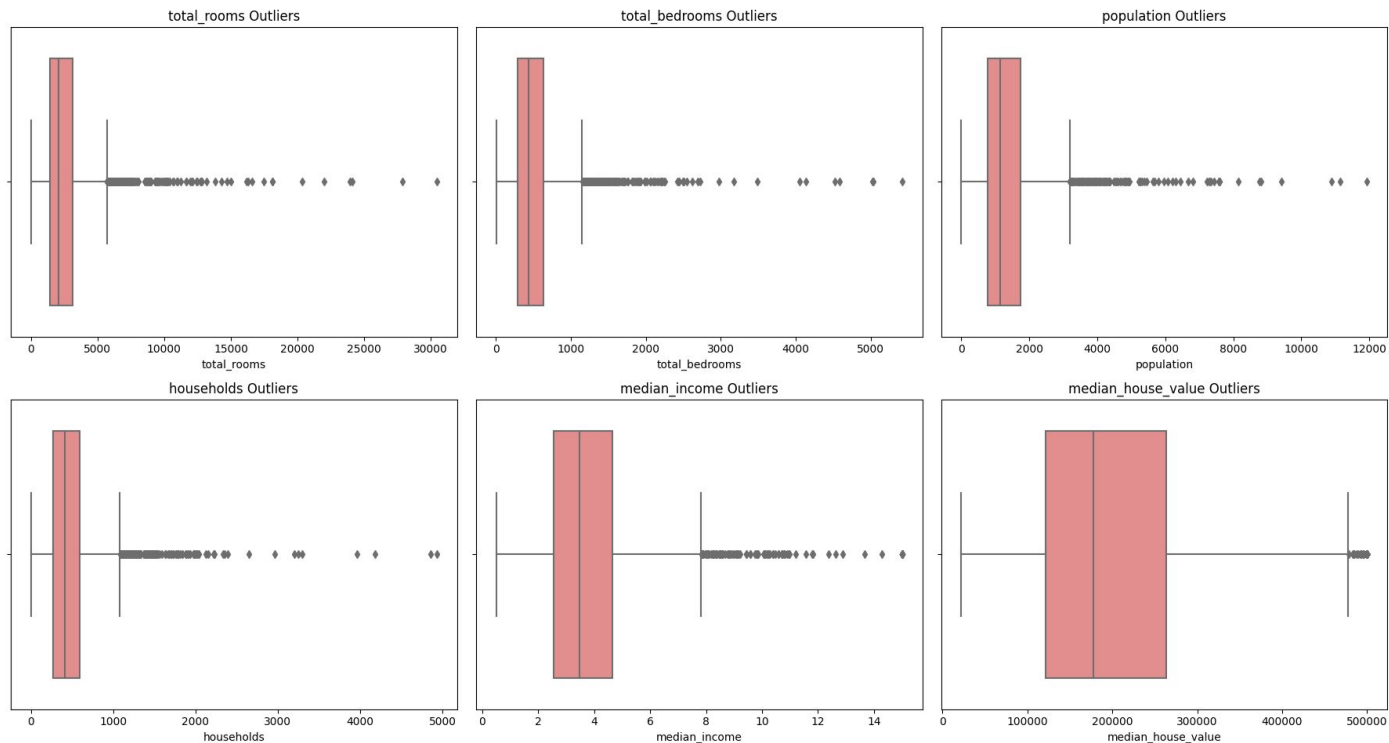 total_rooms Outliers
total_bedrooms Outliers
population Outliers
0 5000 10000 15000 20000 25000 30000
0 1000 2000 3000 4000 5000
0 2000 4000 6000 8000 10000 12000
total_rooms
total_bedrooms
population
households Outliers
median_income Outliers
median_house_value Outliers
0 1000 2000 3000 4000 5000
0 2 4 6 8 10 12 14
0 100000 200000 300000 400000 500000
households
median_income
median_house_value